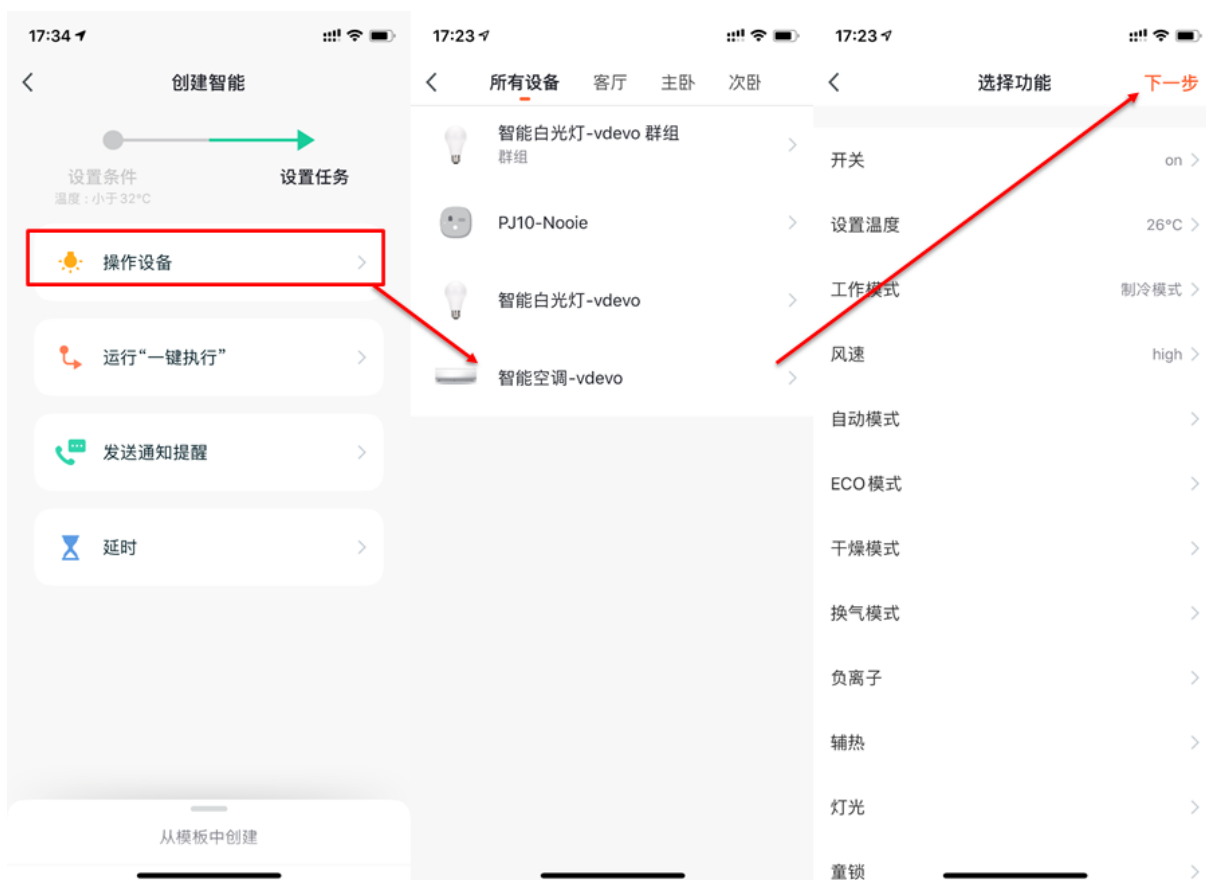 17:34
创建智能
设置条件
温度 : 小于32°C
设置任务
操作设备
运行“一键执行”
发送通知提醒
延时
从模板中创建
17:23
所有设备 客厅 主卧 次卧
智能白光灯-vdevo 群组
群组
PJ10-Nooie
智能白光灯-vdevo
智能空调-vdevo
17:23
选择功能 下一步
开关 on
设置温度 26°C
工作模式 制冷模式
风速 high
自动模式
ECO模式
干燥模式
换气模式
负离子
辅热
灯光
童锁